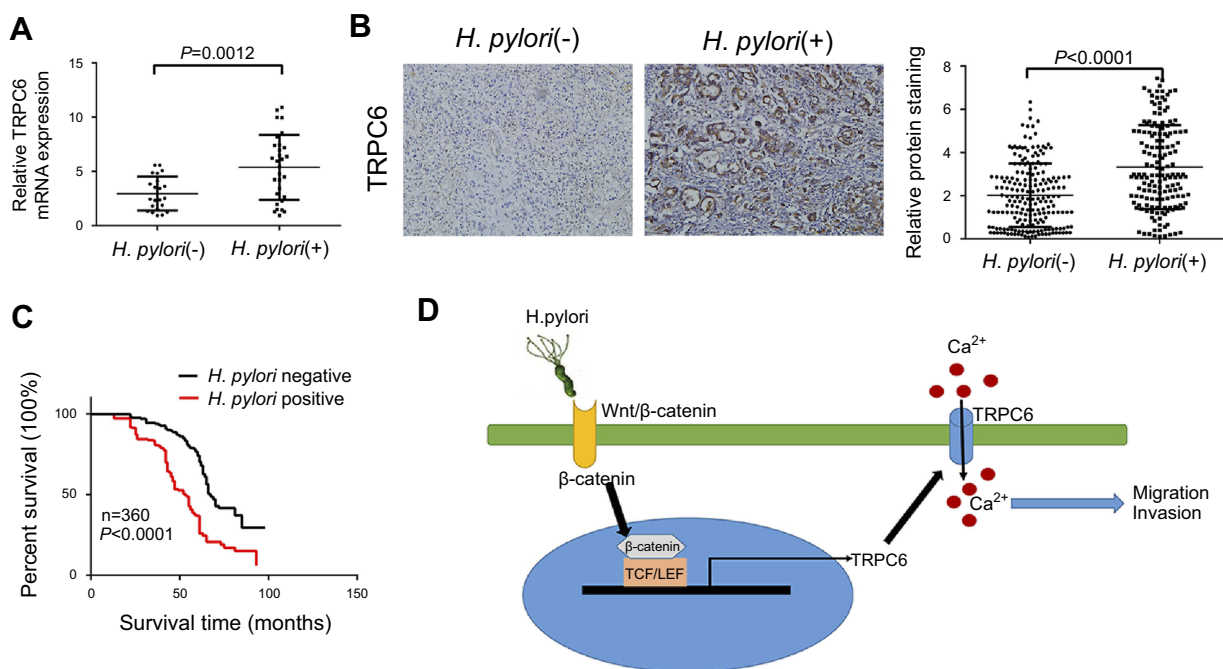 A
P=0.0012
Relative TRPC6
mRNA expression
15
10
5
0
H. pylori(-)
H. pylori(+)
B
H. pylori(-)
H. pylori(+)
TRPC6
P<0.0001
Relative protein staining
8
6
4
2
0
H. pylori(-)
H. pylori(+)
C
H. pylori negative
H. pylori positive
Percent survival (100%)
100
50
0
n=360
P<0.0001
0
50
100
150
Survival time (months)
D
H.pylori
Wnt/β-catenin
β-catenin
β-catenin
TCF/LEF
TRPC6
Ca²⁺
TRPC6
Ca²⁺
Migration
Invasion